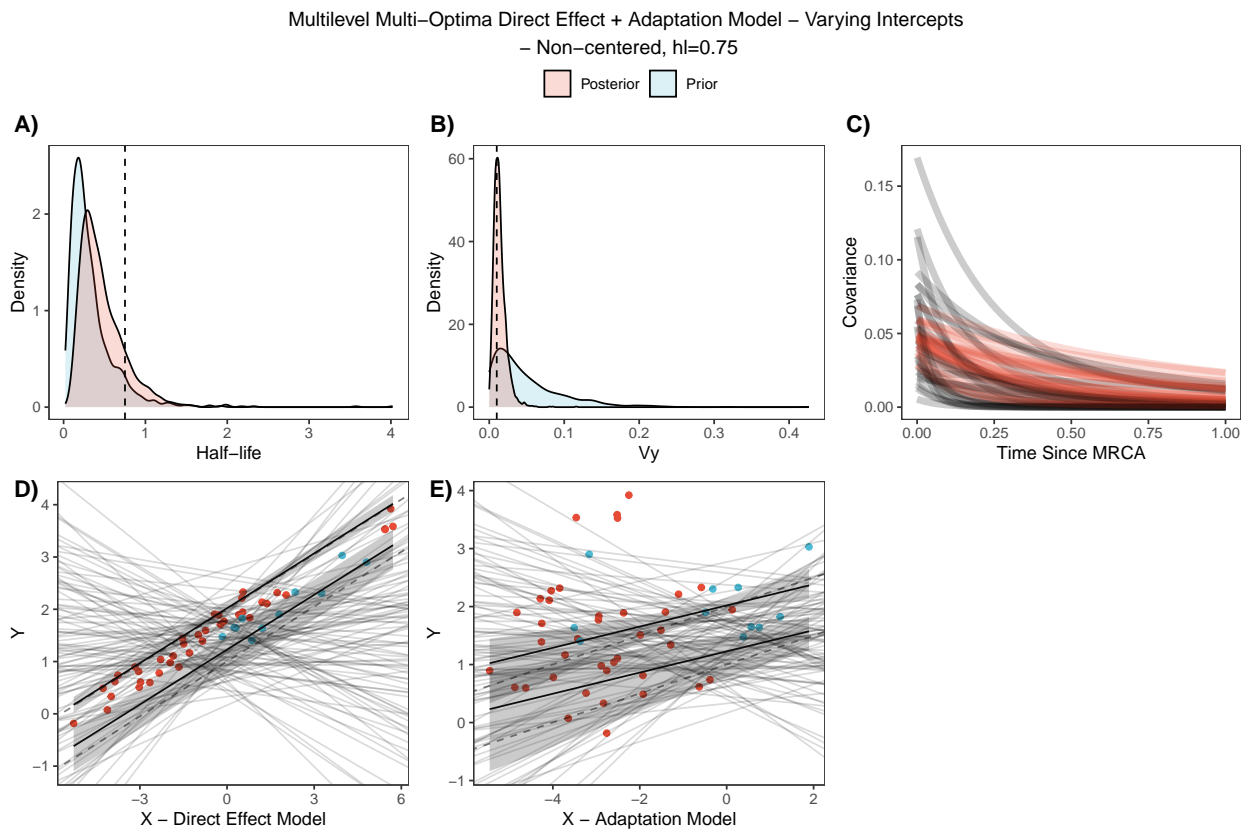 Multilevel Multi−Optima Direct Effect + Adaptation Model − Varying Intercepts
− Non−centered, hl=0.75
Posterior Prior
A)
Density
2
1
0
0 1 2 3 4
Half−life
B)
Density
60
40
20
0
0.0 0.1 0.2 0.3 0.4
Vy
C)
Covariance
0.15
0.10
0.05
0.00
0.00 0.25 0.50 0.75 1.00
Time Since MRCA
D)
Y
4
3
2
1
0
−1
−3 0 3 6
X − Direct Effect Model
E)
Y
4
3
2
1
0
−1
−4 −2 0 2
X − Adaptation Model